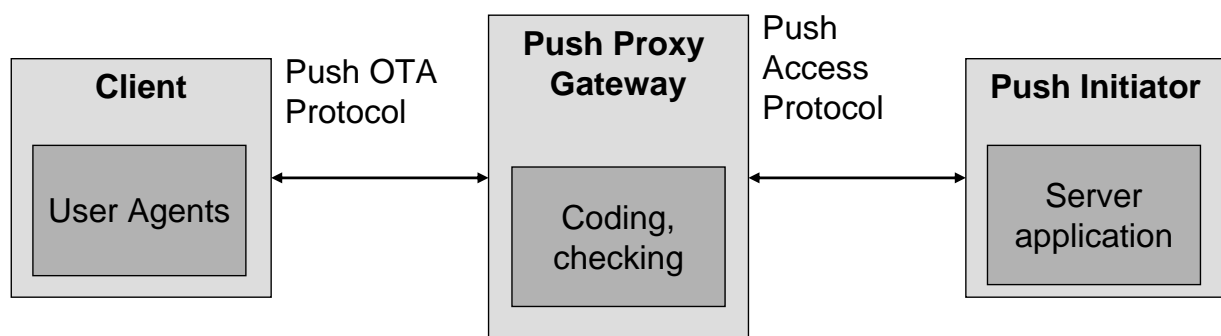 Client
User Agents
Push OTA
Protocol
Push Proxy
Gateway
Coding,
checking
Push
Access
Protocol
Push Initiator
Server
application